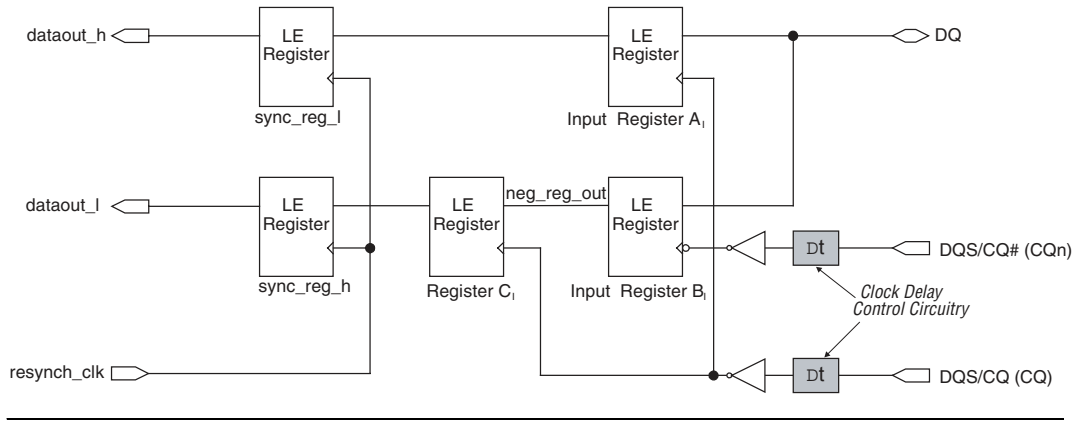 dataout_h
LE
Register
sync_reg_l
LE
Register
Input Register A I
DQ
dataout_l
LE
Register
sync_reg_h
LE
Register
Register C I
neg_reg_out
LE
Register
Input Register B I
Dt
DQS/CQ# (CQn)
Clock Delay
Control Circuitry
resynch_clk
Dt
DQS/CQ (CQ)